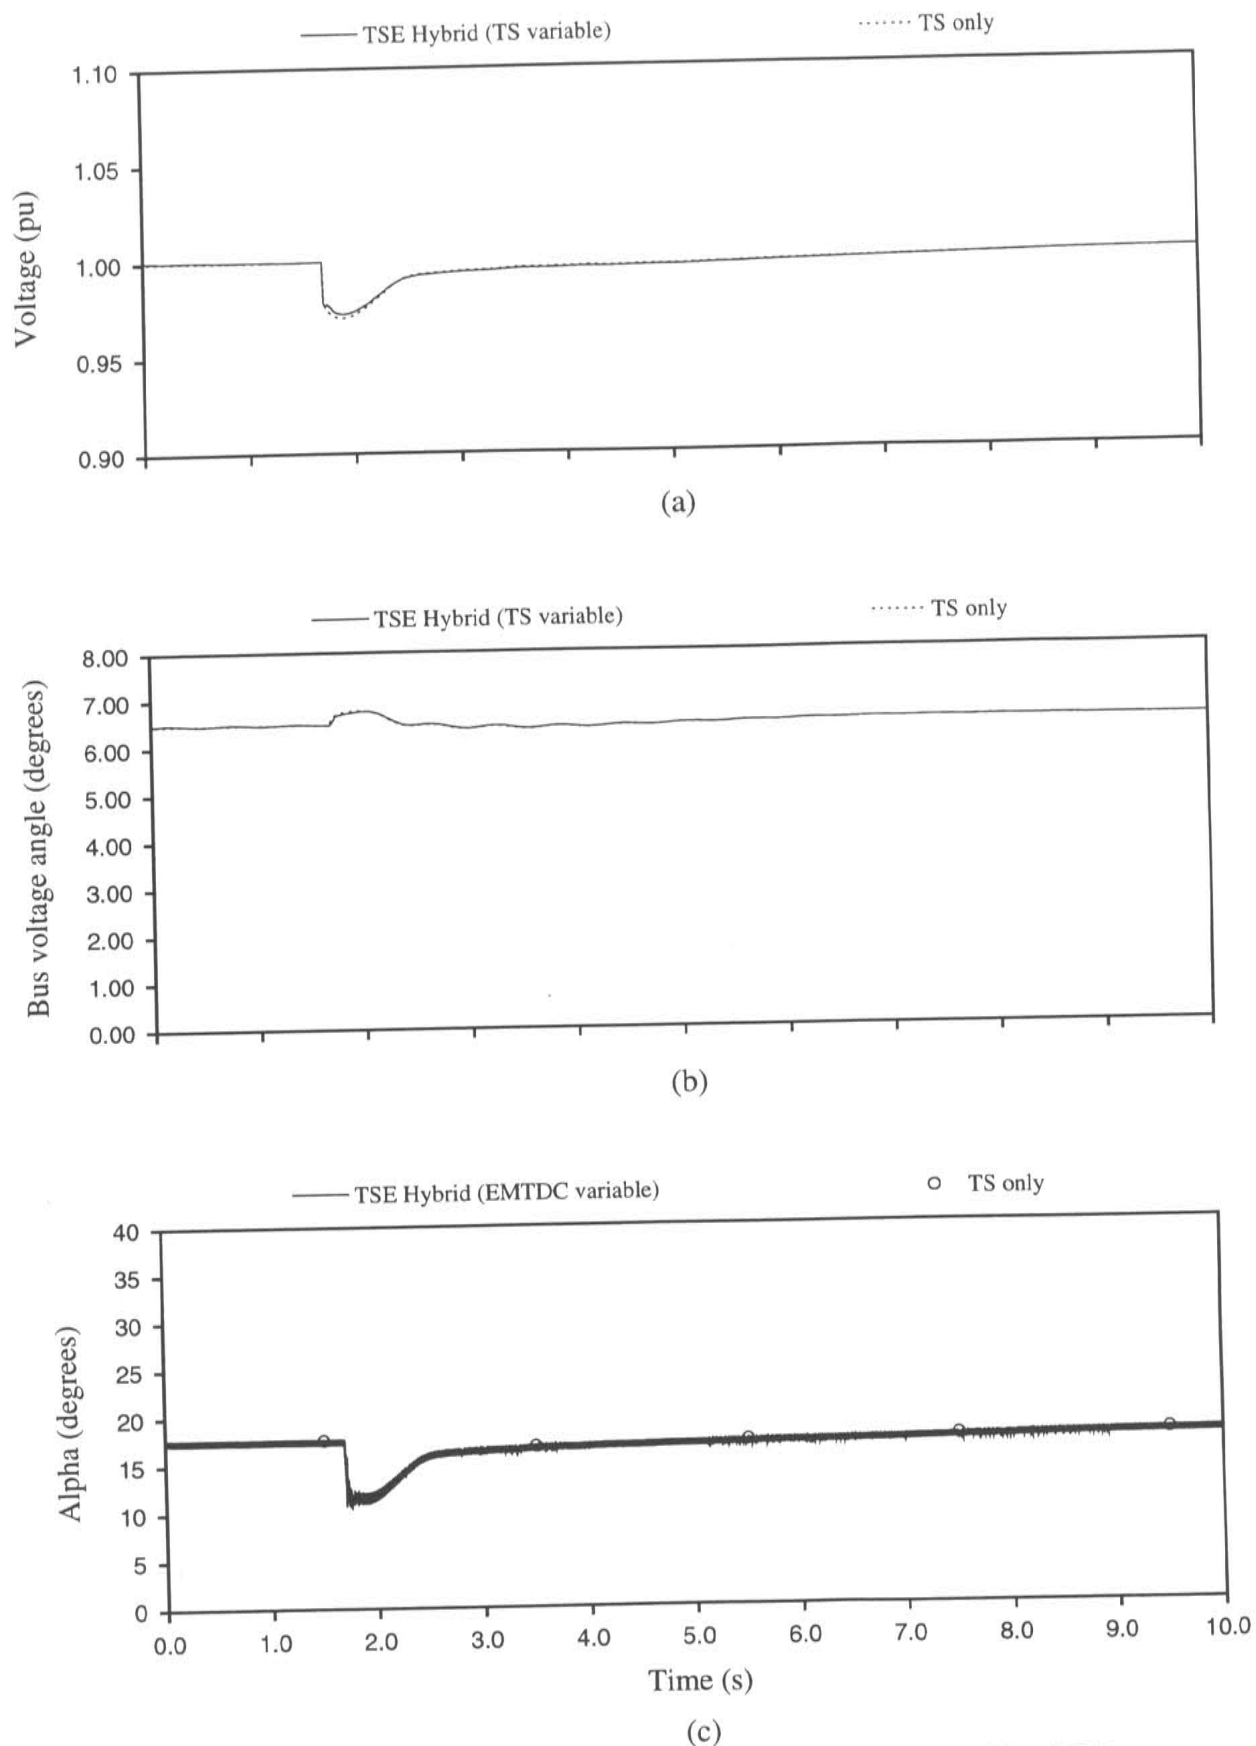 TSE Hybrid (TS variable) TS only
1.10
1.05
1.00
0.95
0.90
Voltage (pu)
(a)
TSE Hybrid (TS variable) TS only
8.00
7.00
6.00
5.00
4.00
3.00
2.00
1.00
0.00
Bus voltage angle (degrees)
(b)
TSE Hybrid (EMTDC variable) TS only
40
35
30
25
20
15
10
5
0
Alpha (degrees)
0.0 1.0 2.0 3.0 4.0 5.0 6.0 7.0 8.0 9.0 10.0
Time (s)
(c)